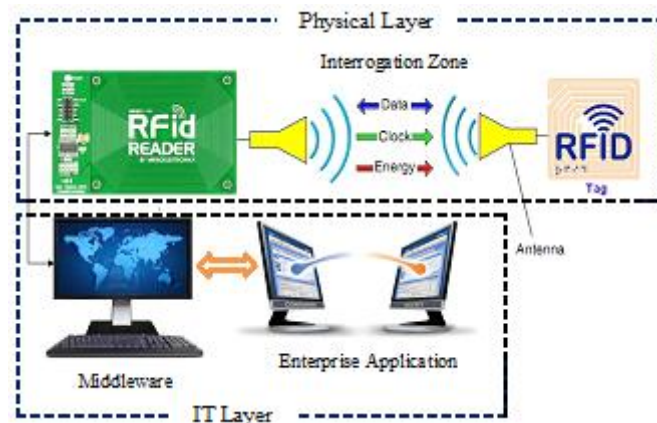 Physical Layer
Interrogation Zone
RFid
READER
Data
Clock
Energy
RFID
Tag
Antenna
Middleware
Enterprise Application
IT Layer